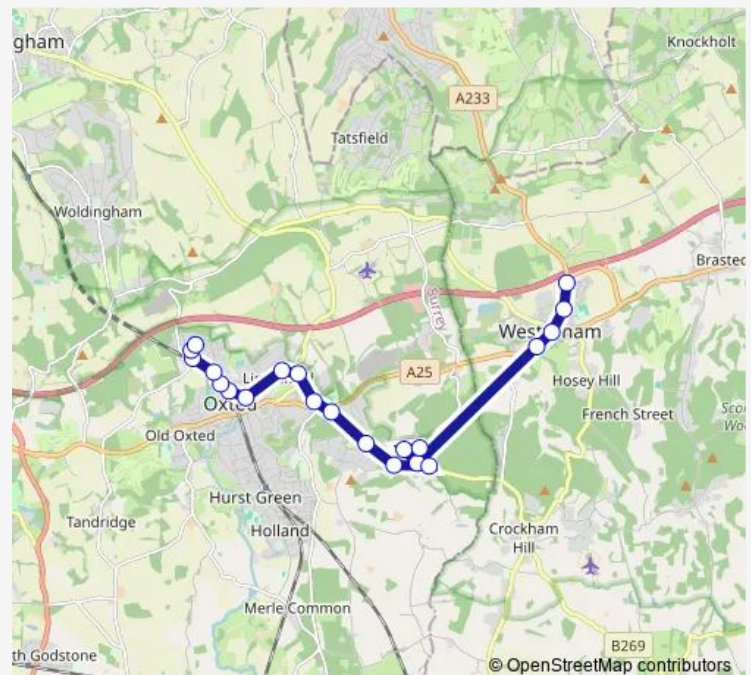 gham
Knockholt
A233
Tatsfield
Woldingham
Brasted
Surrey
A25
Hosey Hill
French Street
Oxted
Old Oxted
Hurst Green
Holland
Tandridge
Crockham
Hill
Merle Common
th Godstone
B269
© OpenStreetMap contributors